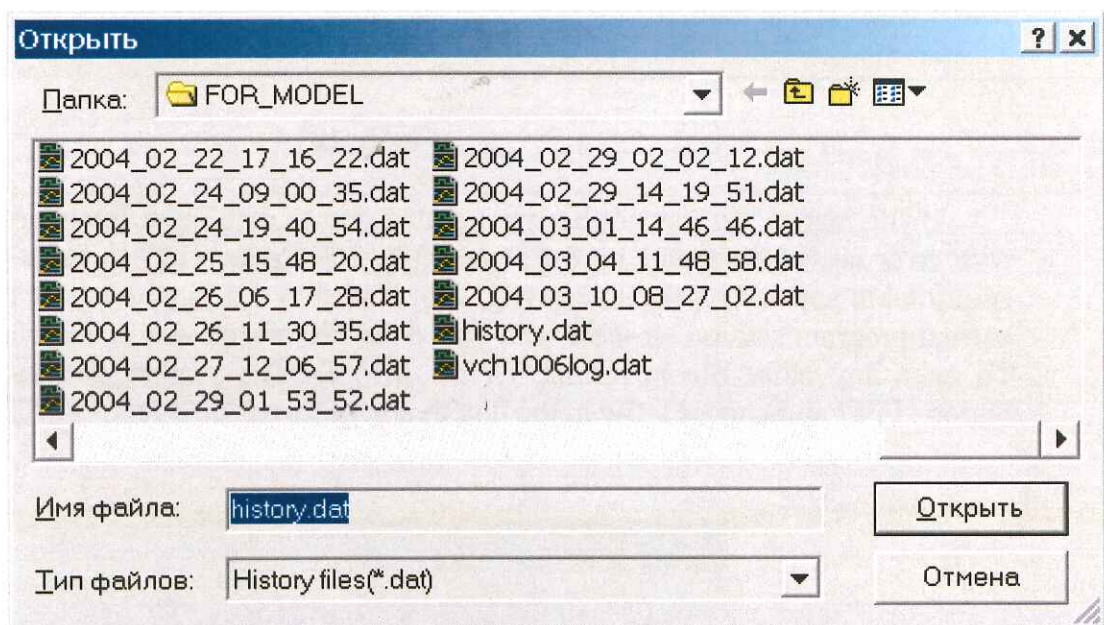 Открыть
Папка: FOR_MODEL
2004_02_22_17_16_22.dat
2004_02_24_09_00_35.dat
2004_02_24_19_40_54.dat
2004_02_25_15_48_20.dat
2004_02_26_06_17_28.dat
2004_02_26_11_30_35.dat
2004_02_27_12_06_57.dat
2004_02_29_01_53_52.dat
2004_02_29_02_02_12.dat
2004_02_29_14_19_51.dat
2004_03_01_14_46_46.dat
2004_03_04_11_48_58.dat
2004_03_10_08_27_02.dat
history.dat
vch1006log.dat
Имя файла: history.dat
Открыть
Тип файлов: History files(*.dat)
Отмена